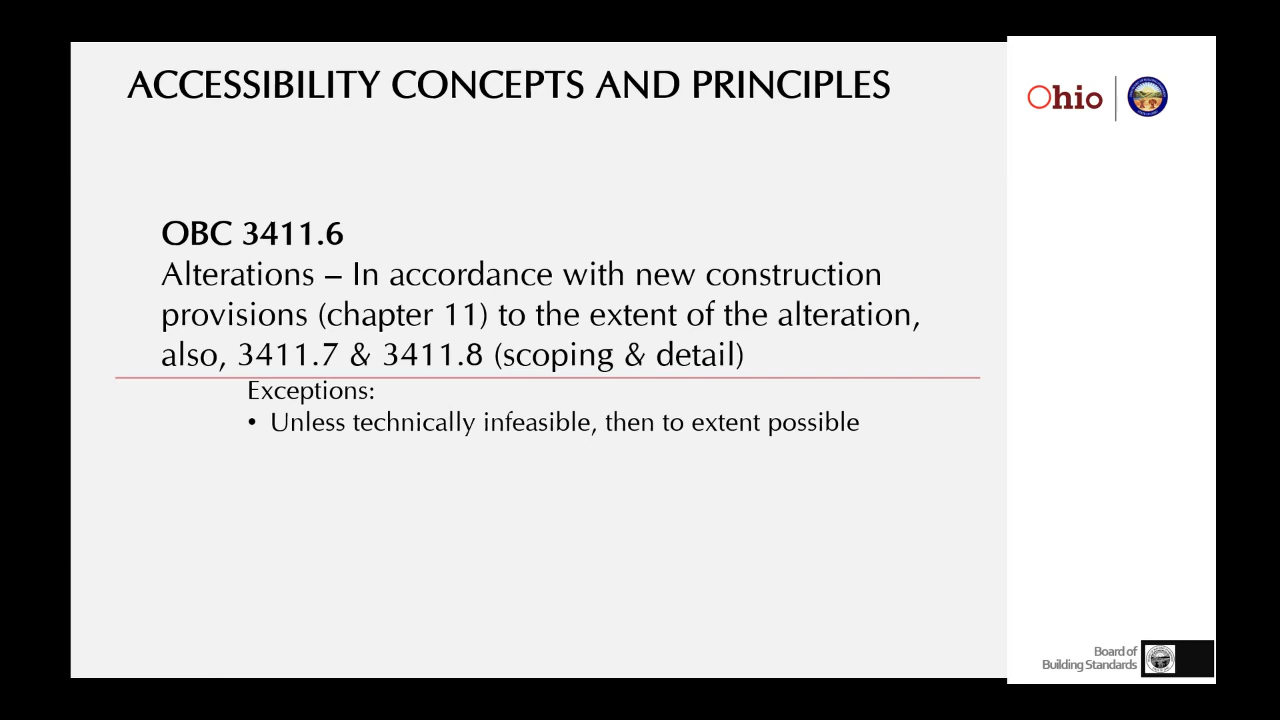 ACCESSIBILITY CONCEPTS AND PRINCIPLES
Ohio
OBC 3411.6
Alterations – In accordance with new construction
provisions (chapter 11) to the extent of the alteration,
also, 3411.7 & 3411.8 (scoping & detail)
Exceptions:
• Unless technically infeasible, then to extent possible
Board of
Building Standards